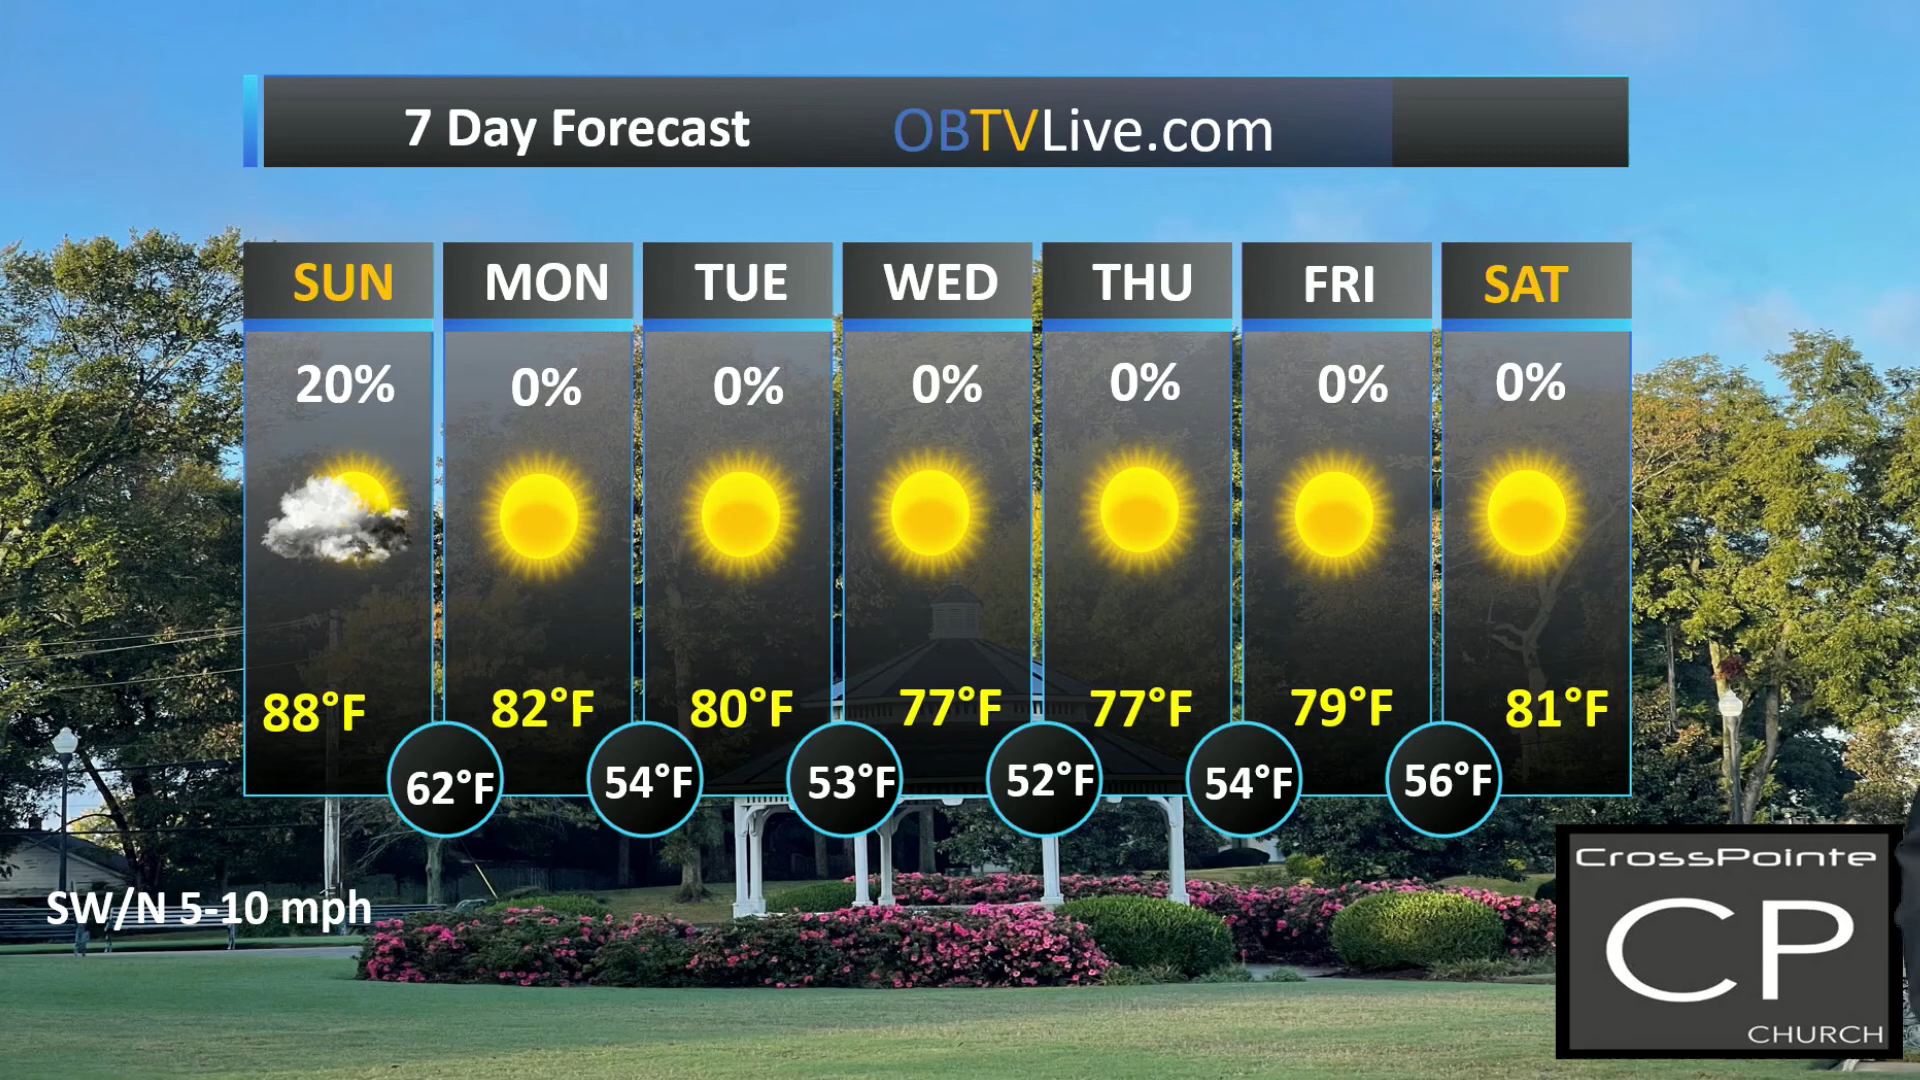 7 Day Forecast OBTVLive.com
SUN MON TUE WED THU FRI SAT
20% 0% 0% 0% 0% 0% 0%
88°F 82°F 80°F 77°F 77°F 79°F 81°F
62°F 54°F 53°F 52°F 54°F 56°F
SW/N 5-10 mph
CrossPointe
CP
CHURCH